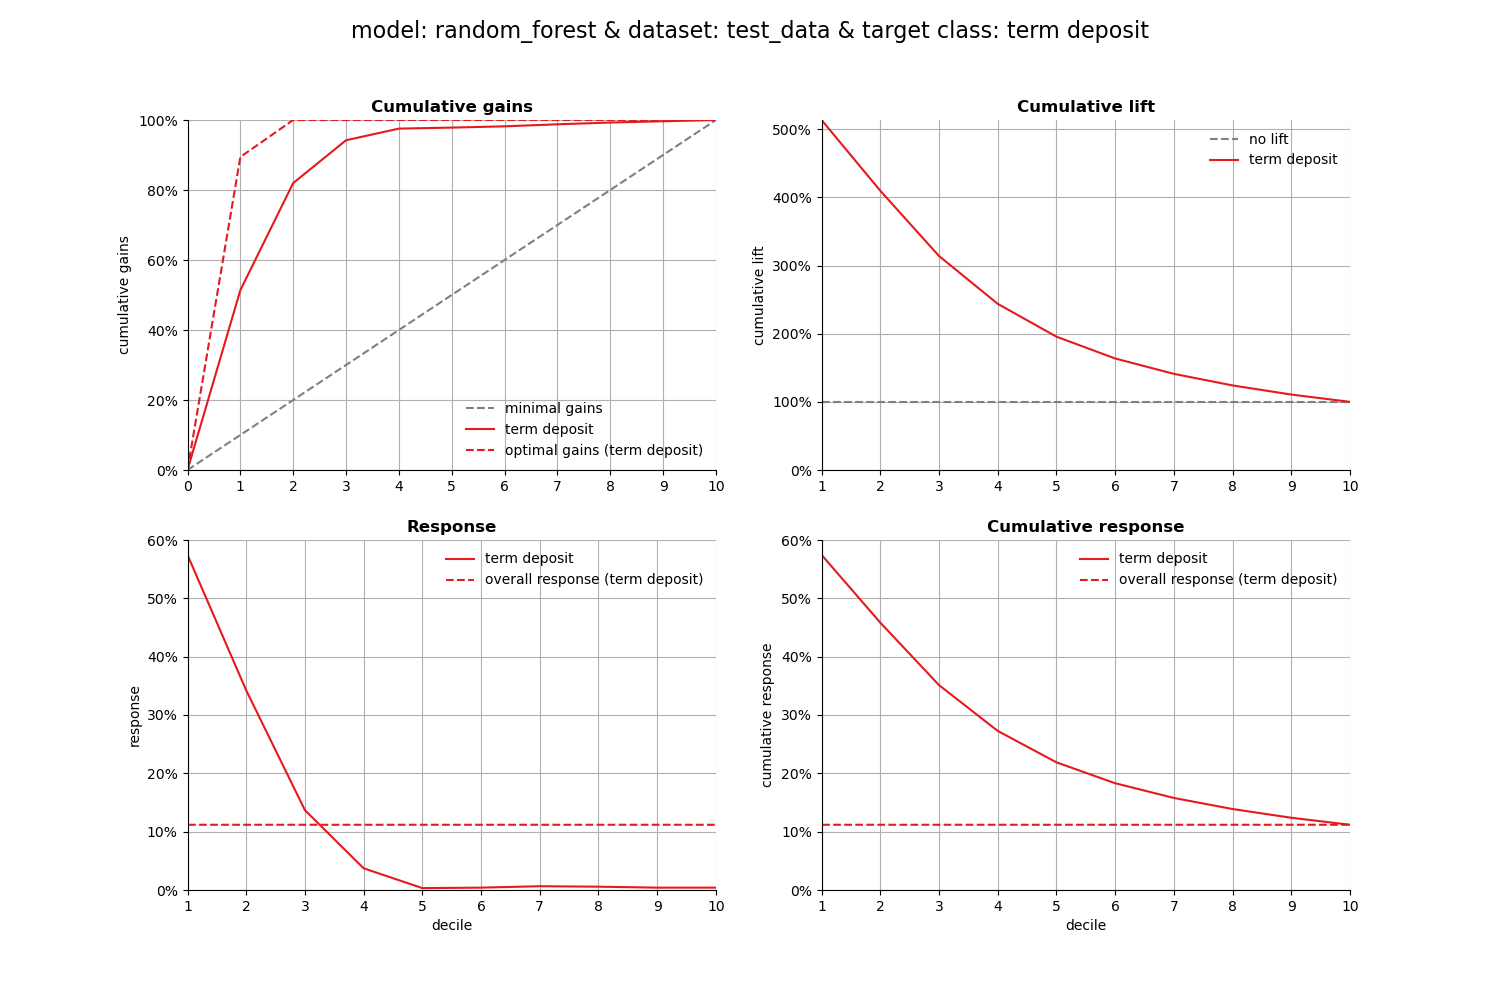 model: random_forest & dataset: test_data & target class: term deposit
Cumulative gains
100%
80%
60%
40%
20%
0%
cumulative gains
minimal gains
term deposit
optimal gains (term deposit)
0 1 2 3 4 5 6 7 8 9 10
Cumulative lift
500%
400%
300%
200%
100%
0%
cumulative lift
no lift
term deposit
1 2 3 4 5 6 7 8 9 10
Response
60%
50%
40%
30%
20%
10%
0%
response
term deposit
overall response (term deposit)
1 2 3 4 5 6 7 8 9 10
decile
Cumulative response
60%
50%
40%
30%
20%
10%
0%
cumulative response
term deposit
overall response (term deposit)
1 2 3 4 5 6 7 8 9 10
decile